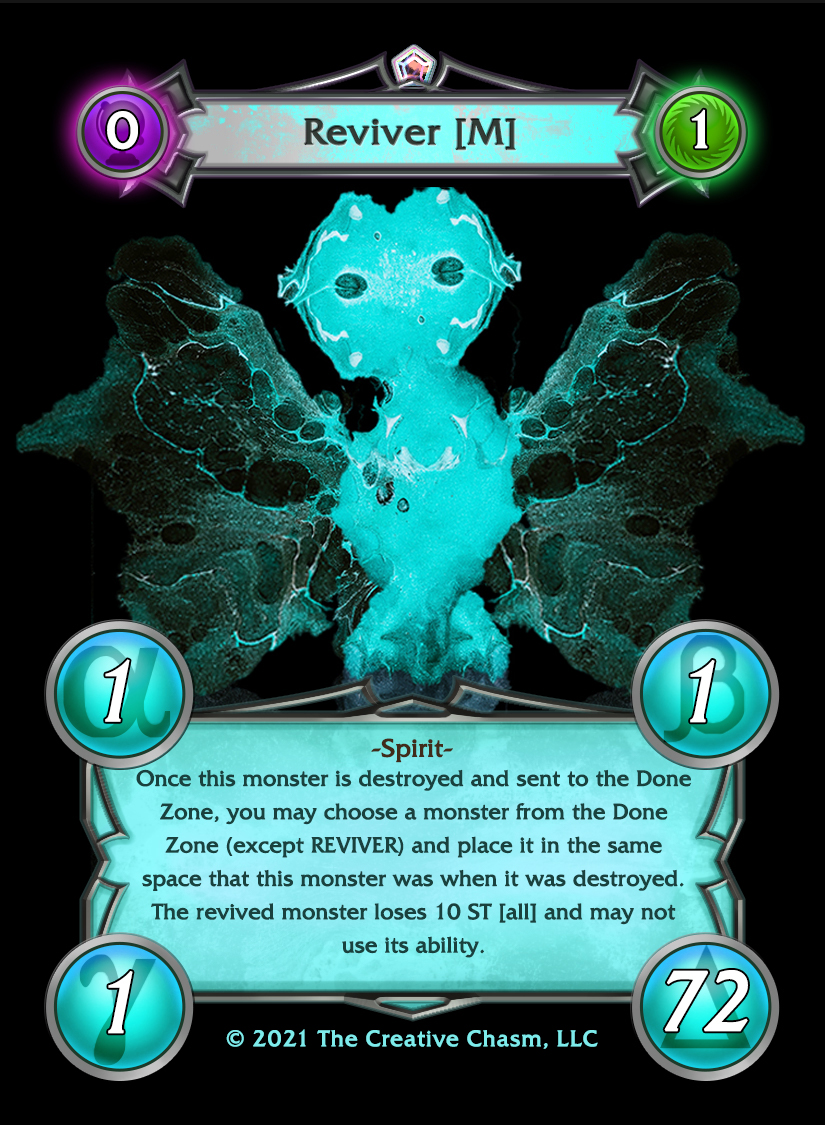 0
Reviver [M]
1
α 1
β 1
-Spirit-
Once this monster is destroyed and sent to the Done
Zone, you may choose a monster from the Done
Zone (except REVIVER) and place it in the same
space that this monster was when it was destroyed.
The revived monster loses 10 ST [all] and may not
use its ability.
γ 1
Δ 72
© 2021 The Creative Chasm, LLC